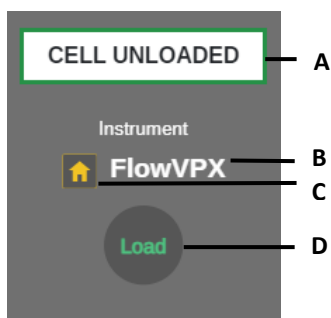 CELL UNLOADED A
Instrument
FlowVPX B
C
Load D